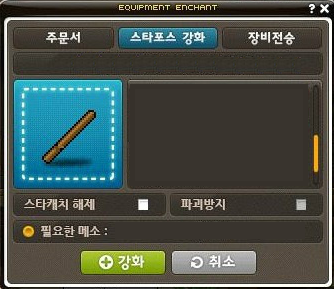 EQUIPMENT ENCHANT ? X
주문서 스타포스 강화 장비전승
스타캐치 해제 파괴방지
필요한 메소 :
강화 취소